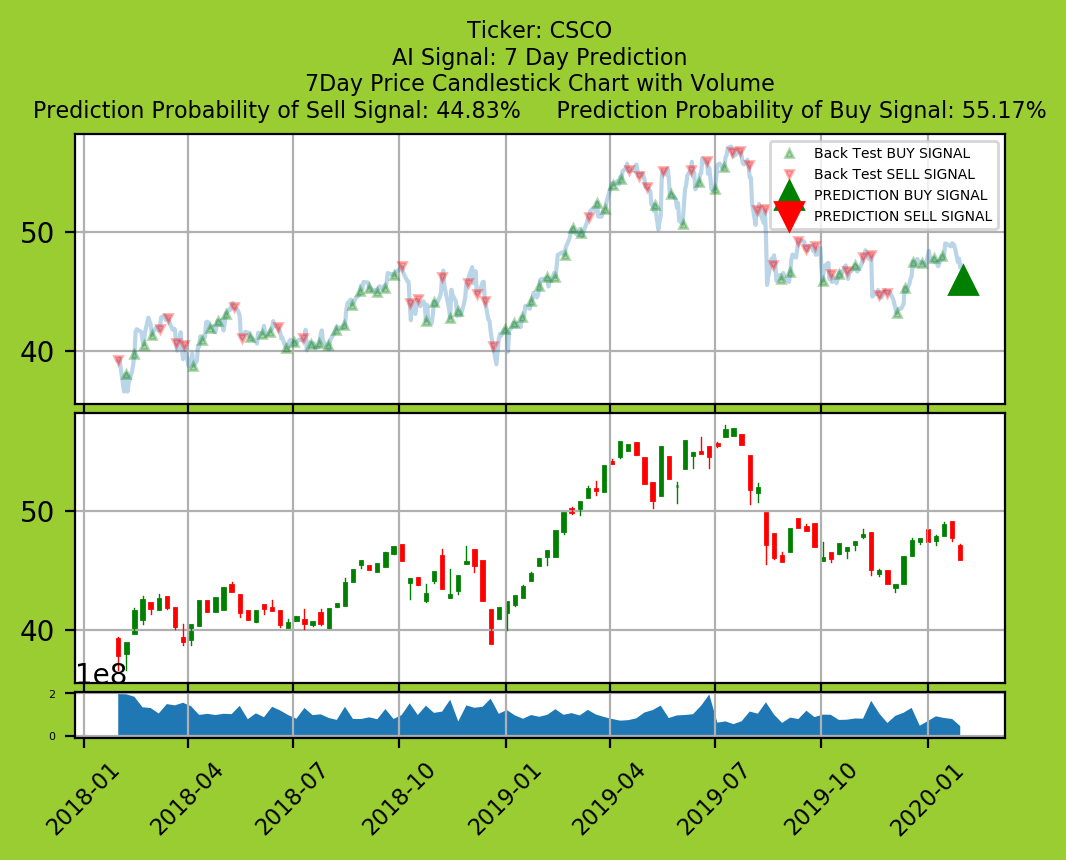 Ticker: CSCO
AI Signal: 7 Day Prediction
7Day Price Candlestick Chart with Volume
Prediction Probability of Sell Signal: 44.83%     Prediction Probability of Buy Signal: 55.17%
Back Test BUY SIGNAL
Back Test SELL SIGNAL
PREDICTION BUY SIGNAL
PREDICTION SELL SIGNAL
50
40
50
40
1e8
2
0
2018-01
2018-04
2018-07
2018-10
2019-01
2019-04
2019-07
2019-10
2020-01